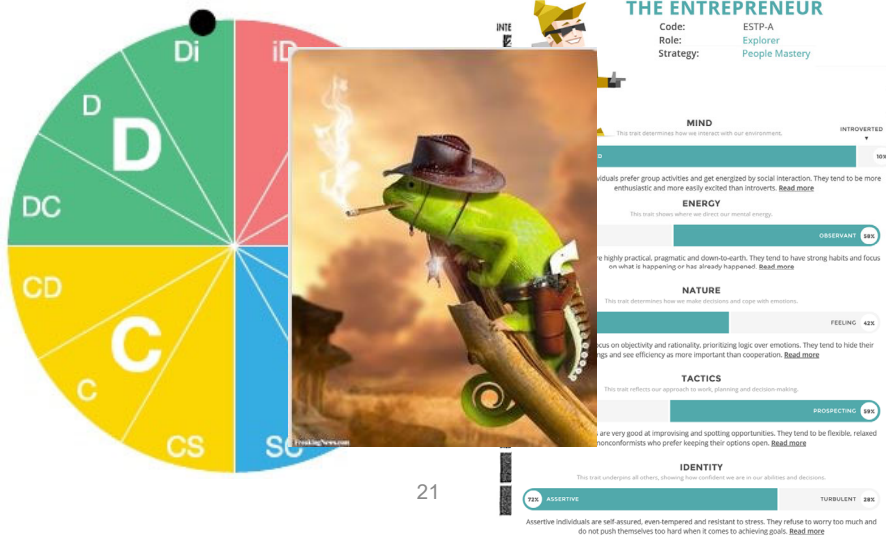 Di
iD
D
D
DC
CD
C
C
CS
21
FreakingNews.com
INTE
THE ENTREPRENEUR
Code: ESTP-A
Role: Explorer
Strategy: People Mastery
MIND
This trait determines how we interact with our environment.
INTROVERTED
10%
viduals prefer group activities and get energized by social interaction. They tend to be more
enthusiastic and more easily excited than introverts. Read more
ENERGY
This trait shows where we direct our mental energy.
OBSERVANT 56%
e highly practical, pragmatic and down-to-earth. They tend to have strong habits and focus
on what is happening or has already happened. Read more
NATURE
This trait determines how we make decisions and cope with emotions.
FEELING 42%
ocus on objectivity and rationality, prioritizing logic over emotions. They tend to hide their
ngs and see efficiency as more important than cooperation. Read more
TACTICS
This trait reflects our approach to work, planning and decision-making.
PROSPECTING 59%
are very good at improvising and spotting opportunities. They tend to be flexible, relaxed
nonconformists who prefer keeping their options open. Read more
IDENTITY
This trait underpins all others, showing how confident we are in our abilities and decisions.
72% ASSERTIVE
TURBULENT 28%
Assertive individuals are self-assured, even-tempered and resistant to stress. They refuse to worry too much and
do not push themselves too hard when it comes to achieving goals. Read more